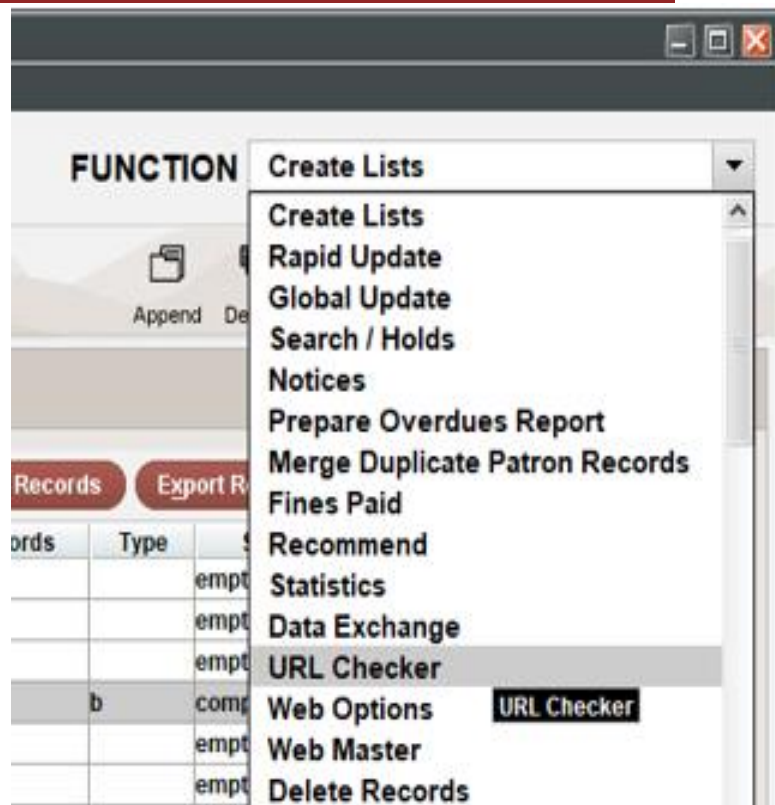 FUNCTION Create Lists
Create Lists
Rapid Update
Global Update
Search / Holds
Notices
Prepare Overdues Report
Merge Duplicate Patron Records
Fines Paid
Recommend
Statistics
Data Exchange
URL Checker
Web Options
URL Checker
Web Master
Delete Records
Append
Records
Export
Type
b